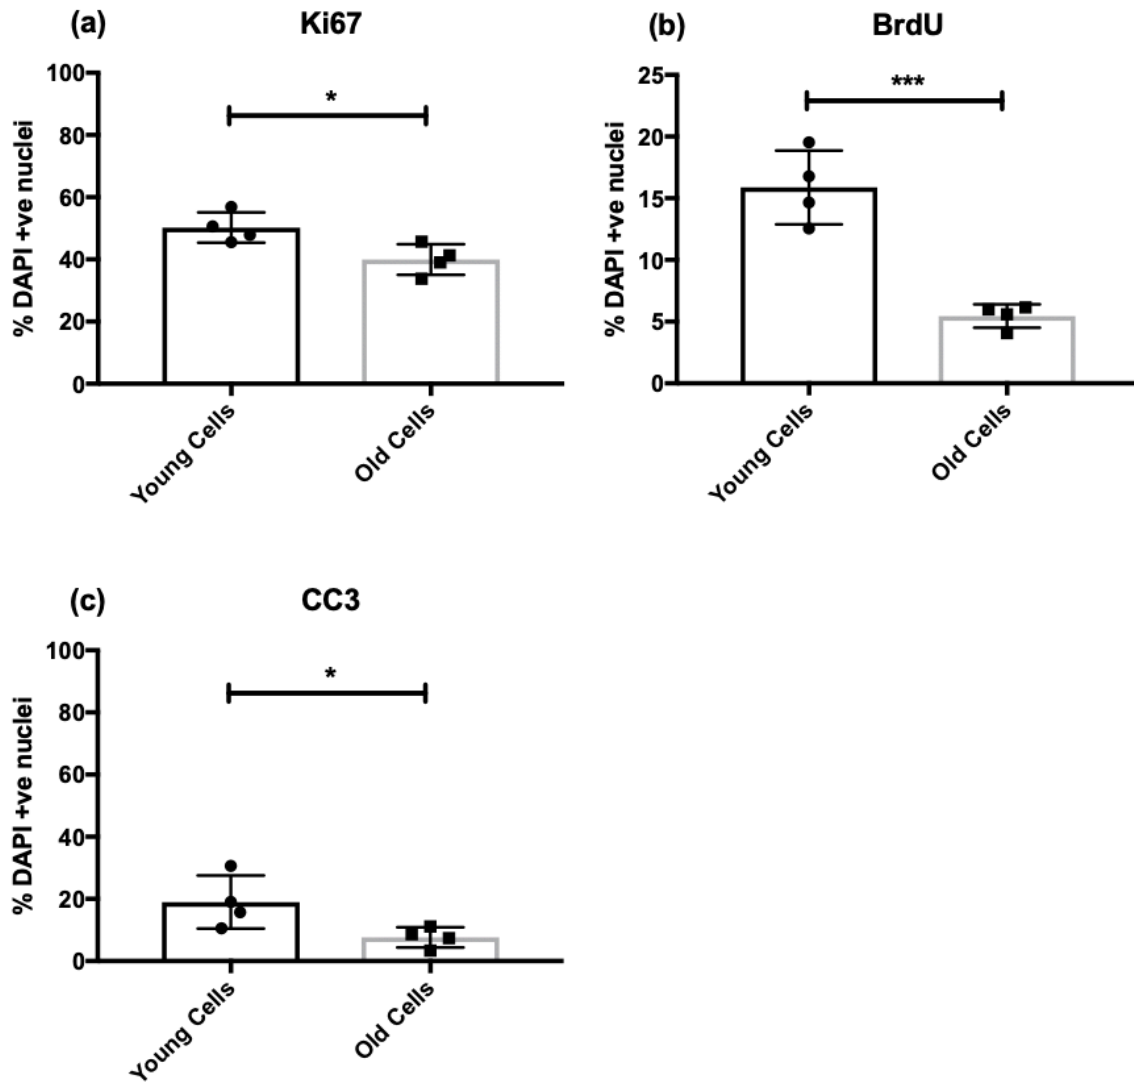 (a)
Ki67
% DAPI +ve nuclei
100
80
60
40
20
0
*
Young Cells
Old Cells
(b)
BrdU
% DAPI +ve nuclei
25
20
15
10
5
0
***
Young Cells
Old Cells
(c)
CC3
% DAPI +ve nuclei
100
80
60
40
20
0
*
Young Cells
Old Cells